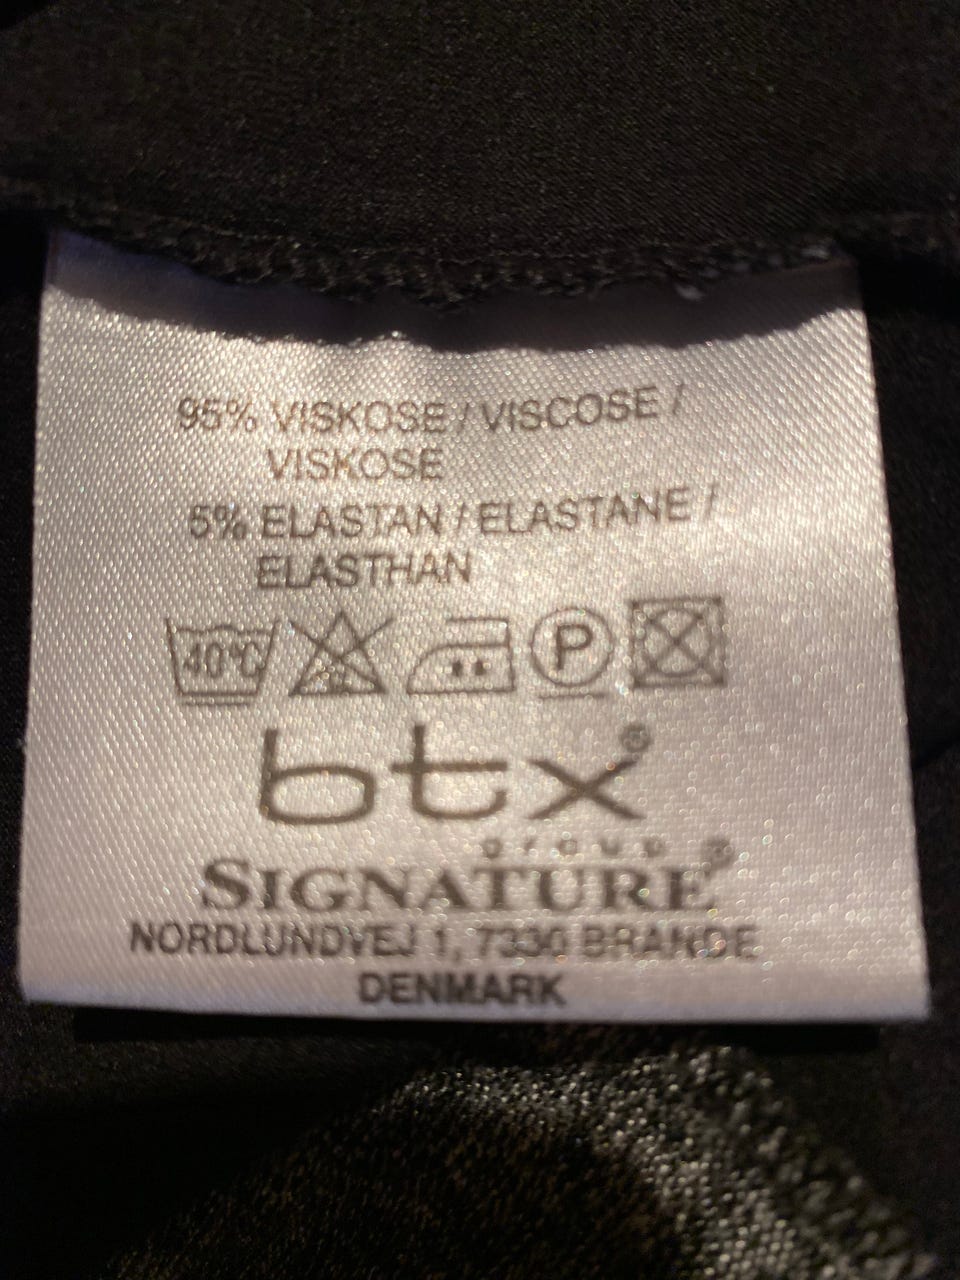 95% VISKOSE / VISCOSE /
VISKOSE
5% ELASTAN / ELASTANE /
ELASTHAN
40°C P
btx®
group
SIGNATURE®
NORDLUNDVEJ 1, 7330 BRANDE
DENMARK